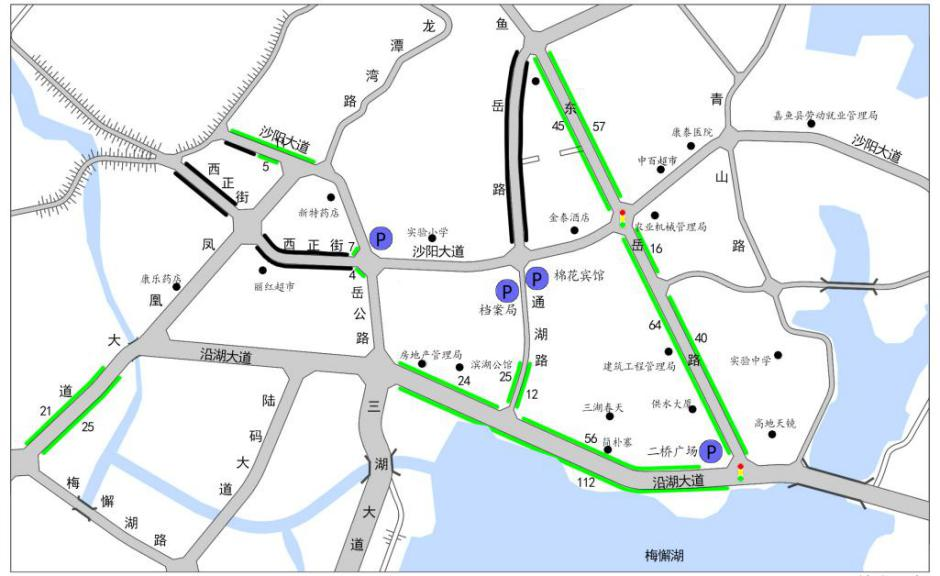 龙潭湾路
鱼岳路
东岳路
45
57
青山路
嘉鱼县劳动就业管理局
沙阳大道
康泰医院
中百超市
沙阳大道
5
西正街
新特药店
实验小学
P
沙阳大道
金泰酒店
农业机械管理局
16
凤凰大道
西正街
7
4
丽红超市
康乐药店
岳公路
P
P
棉花宾馆
档案局
通湖路
64
40
建筑工程管理局
实验中学
沿湖大道
房地产管理局
滨湖公馆
24
25
12
21
25
陆码大道
三湖大道
三湖春天
供水大厦
高地天镜
56
简朴寨
二桥广场
P
112
沿湖大道
梅懈湖路
梅懈湖